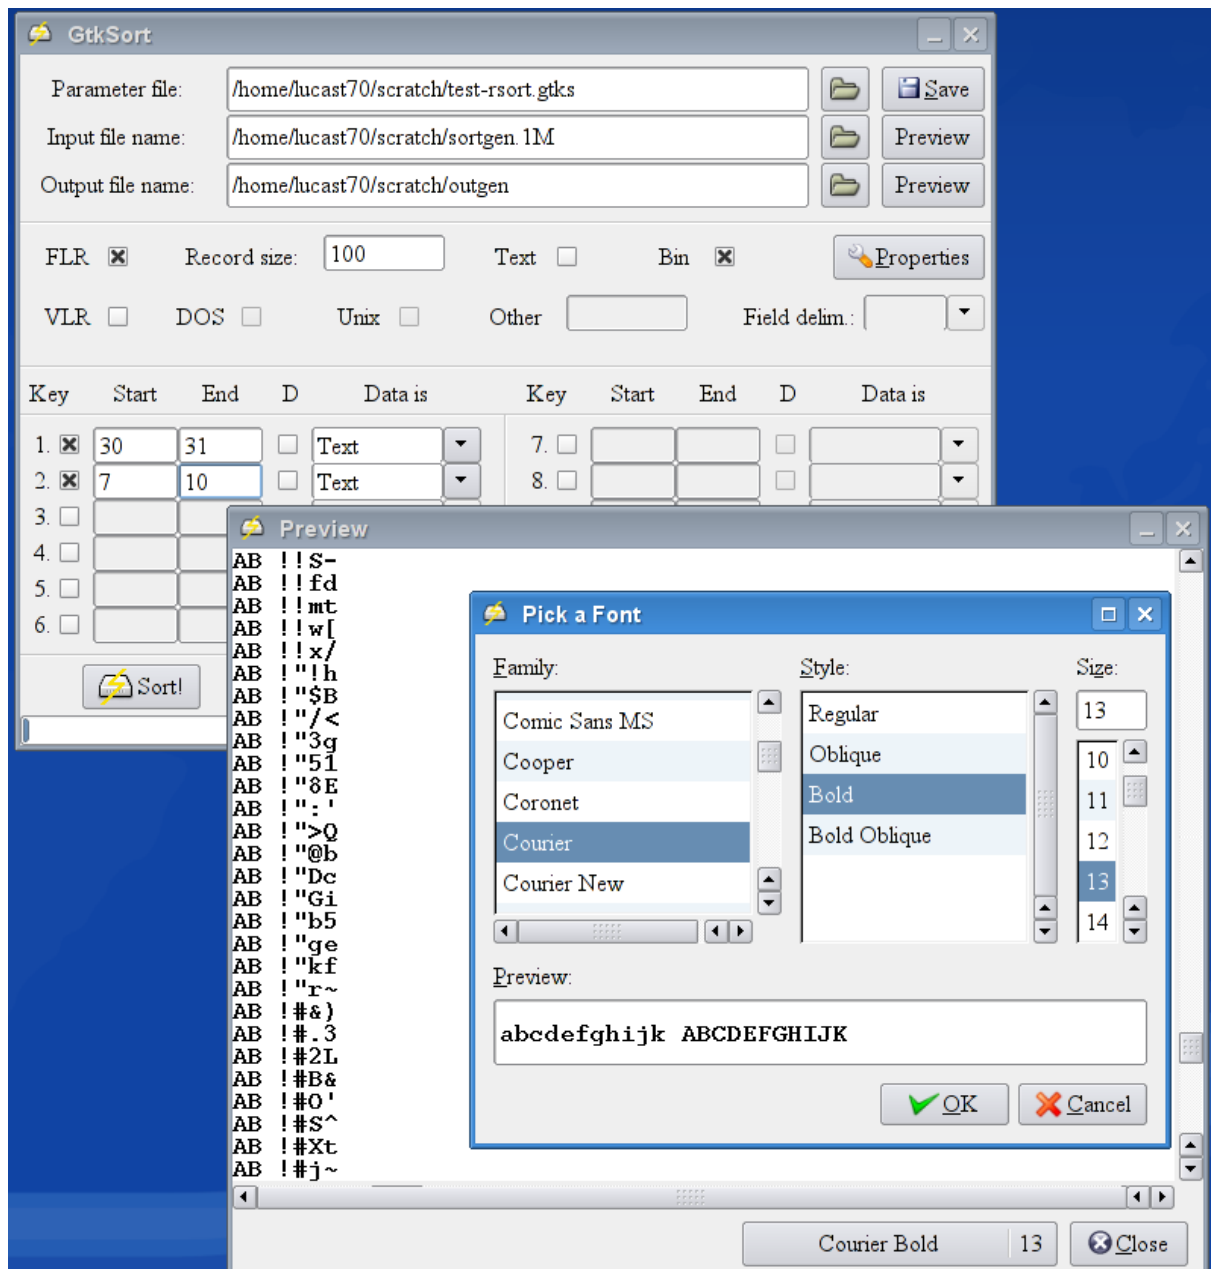 GtkSort
Parameter file: /home/lucast70/scratch/test-rsort.gtks Save
Input file name: /home/lucast70/scratch/sortgen.1M Preview
Output file name: /home/lucast70/scratch/outgen Preview
FLR Record size: 100 Text Bin Properties
VLR DOS Unix Other Field delim.:
Key Start End D Data is Key Start End D Data is
1. 30 31 Text 7.
2. 7 10 Text 8.
3.
4.
5.
6.
Sort!
Preview
AB !!S-
AB !!fd
AB !!mt
AB !!w[
AB !!x/
AB !"!h
AB !"$B
AB !"/<
AB !"3g
AB !"51
AB !"8E
AB !":'
AB !">Q
AB !"@b
AB !"Dc
AB !"Gi
AB !"b5
AB !"ge
AB !"kf
AB !"r~
AB !#&)
AB !#.3
AB !#2L
AB !#B&
AB !#O'
AB !#S^
AB !#Xt
AB !#j~
Courier Bold 13 Close
Pick a Font
Family: Style: Size:
13
Comic Sans MS Regular
Cooper Oblique 10
Coronet Bold 11
Courier Bold Oblique 12
Courier New 13
14
Preview:
abcdefghijk ABCDEFGHIJK
OK Cancel